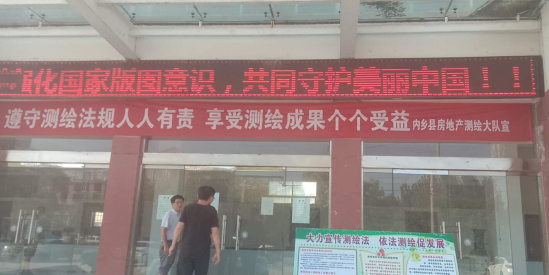 强化国家版图意识，共同守护美丽中国！！
遵守测绘法规人人有责 享受测绘成果个个受益 内乡县房地产测绘大队宣
大力宣传测绘法 依法测绘促发展